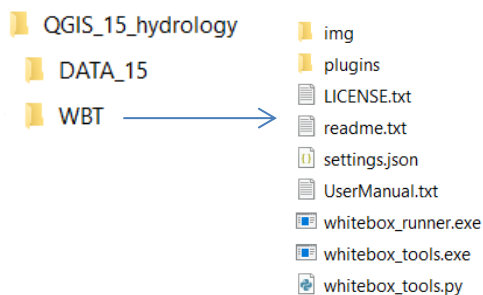 QGIS_15_hydrology
DATA_15
WBT
img
plugins
LICENSE.txt
readme.txt
settings.json
UserManual.txt
whitebox_runner.exe
whitebox_tools.exe
whitebox_tools.py